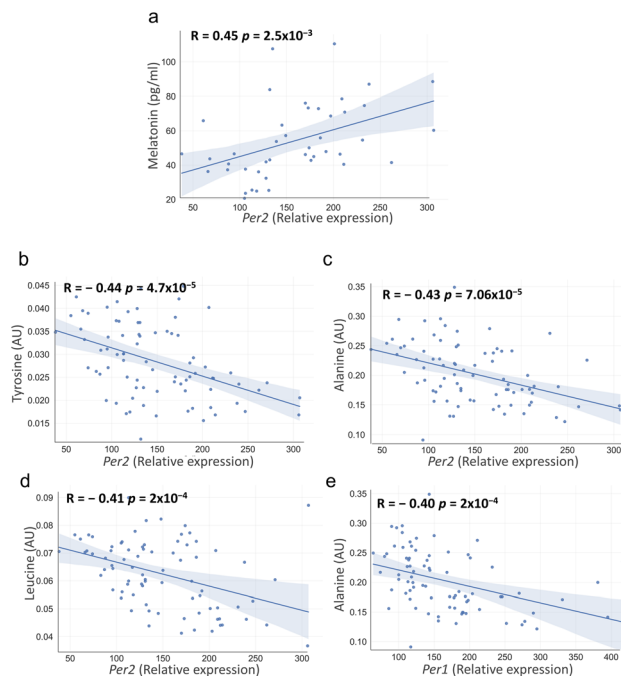 a
R = 0.45 p = 2.5x10⁻³
Melatonin (pg/ml)
100
80
60
40
20
50 100 150 200 250 300
Per2 (Relative expression)
b
R = − 0.44 p = 4.7x10⁻⁵
Tyrosine (AU)
0.045
0.040
0.035
0.030
0.025
0.020
0.015
50 100 150 200 250 300
Per2 (Relative expression)
c
R = − 0.43 p = 7.06x10⁻⁵
Alanine (AU)
0.35
0.30
0.25
0.20
0.15
0.10
50 100 150 200 250 300
Per2 (Relative expression)
d
R = − 0.41 p = 2x10⁻⁴
Leucine (AU)
0.09
0.08
0.07
0.06
0.05
0.04
50 100 150 200 250 300
Per2 (Relative expression)
e
R = − 0.40 p = 2x10⁻⁴
Alanine (AU)
0.35
0.30
0.25
0.20
0.15
0.10
100 150 200 250 300 350 400
Per1 (Relative expression)